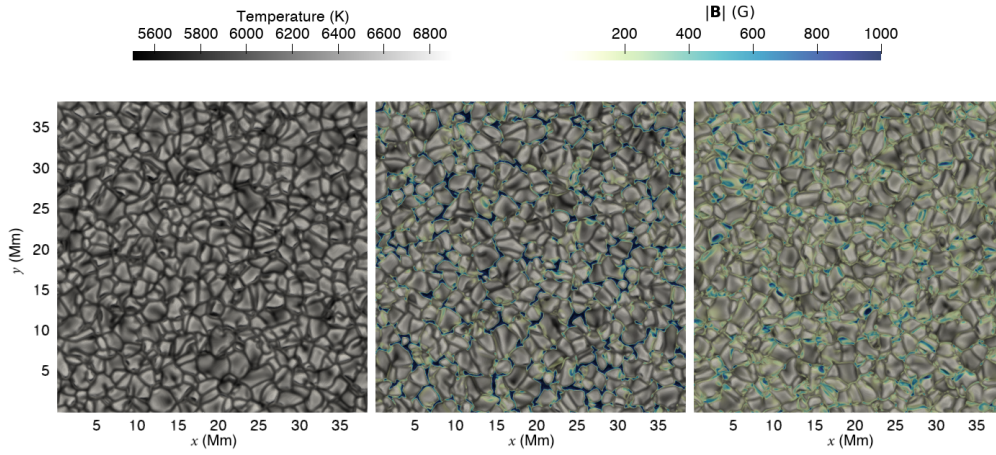 Temperature (K)
5600 5800 6000 6200 6400 6600 6800
|B| (G)
200 400 600 800 1000
35
30
25
20
15
10
5
y (Mm)
5 10 15 20 25 30 35
x (Mm)
5 10 15 20 25 30 35
x (Mm)
5 10 15 20 25 30 35
x (Mm)